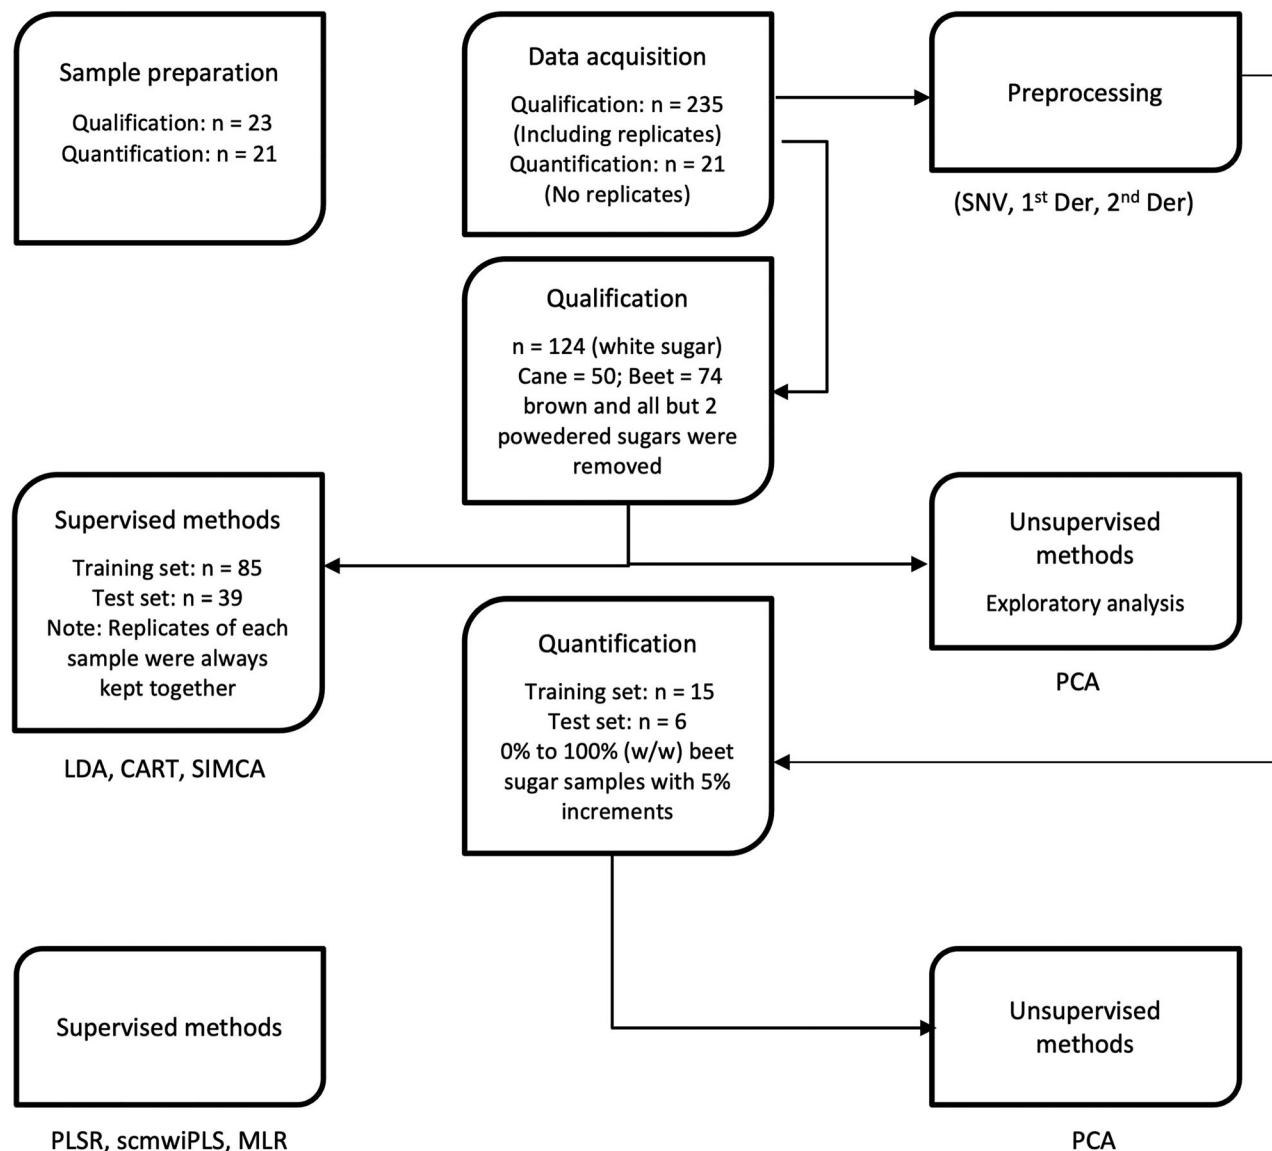 Sample preparation
Qualification: n = 23
Quantification: n = 21
Data acquisition
Qualification: n = 235
(Including replicates)
Quantification: n = 21
(No replicates)
Preprocessing
(SNV, 1st Der, 2nd Der)
Qualification
n = 124 (white sugar)
Cane = 50; Beet = 74
brown and all but 2
powedered sugars were
removed
Supervised methods
Training set: n = 85
Test set: n = 39
Note: Replicates of each
sample were always
kept together
LDA, CART, SIMCA
Unsupervised
methods
Exploratory analysis
PCA
Quantification
Training set: n = 15
Test set: n = 6
0% to 100% (w/w) beet
sugar samples with 5%
increments
Supervised methods
PLSR, scmwiPLS, MLR
Unsupervised
methods
PCA